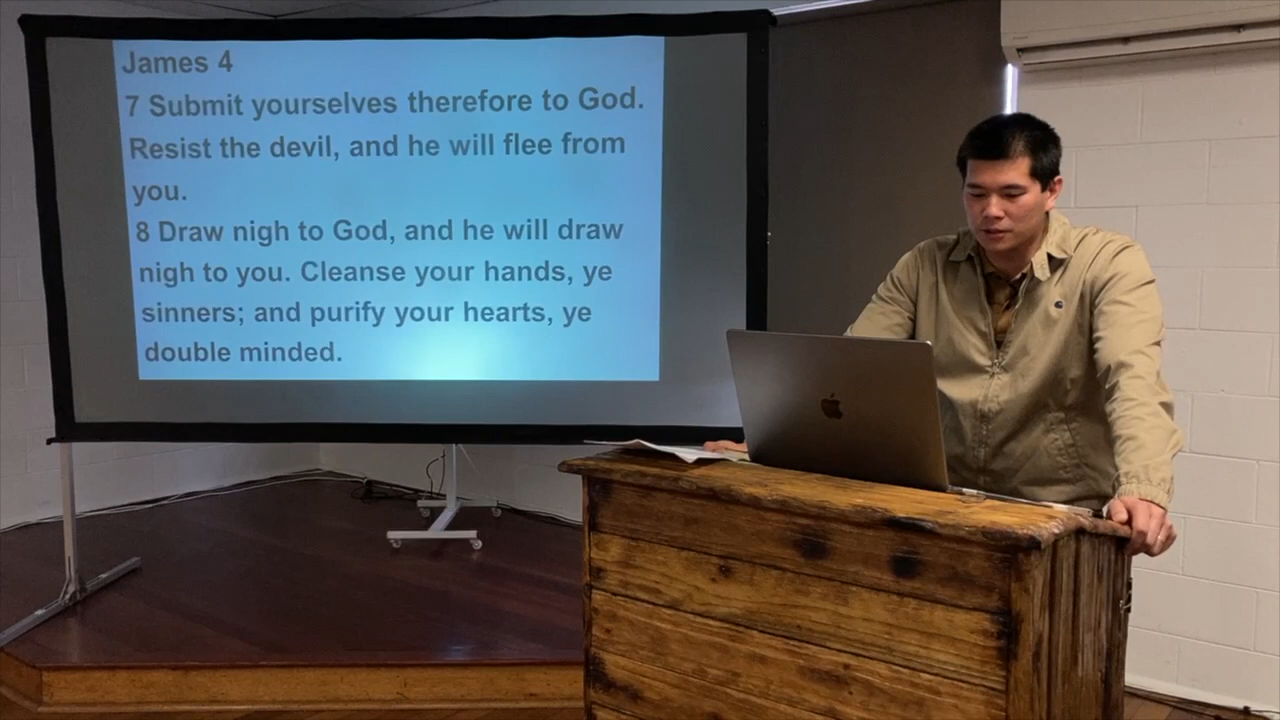 James 4
7 Submit yourselves therefore to God.
Resist the devil, and he will flee from
you.
8 Draw nigh to God, and he will draw
nigh to you. Cleanse your hands, ye
sinners; and purify your hearts, ye
double minded.